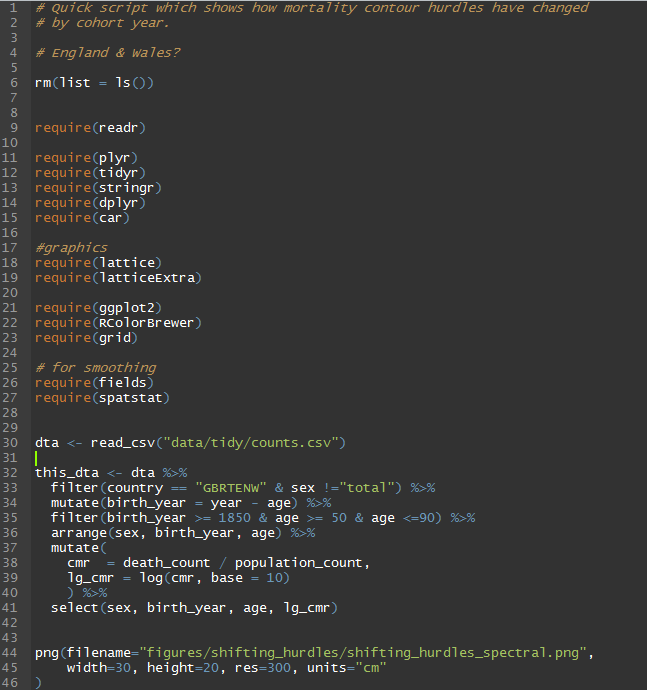 1 # Quick script which shows how mortality contour hurdles have changed
2 # by cohort year.
3
4 # England & Wales?
5
6 rm(list = ls())
7
8
9 require(readr)
10
11 require(plyr)
12 require(tidyr)
13 require(stringr)
14 require(dplyr)
15 require(car)
16
17 #graphics
18 require(lattice)
19 require(latticeExtra)
20
21 require(ggplot2)
22 require(RColorBrewer)
23 require(grid)
24
25 # for smoothing
26 require(fields)
27 require(spatstat)
28
29
30 dta <- read_csv("data/tidy/counts.csv")
31
32 this_dta <- dta %>%
33   filter(country == "GBRTENW" & sex !="total") %>%
34   mutate(birth_year = year - age) %>%
35   filter(birth_year >= 1850 & age >= 50 & age <=90) %>%
36   arrange(sex, birth_year, age) %>%
37   mutate(
38     cmr  = death_count / population_count,
39     lg_cmr = log(cmr, base = 10)
40     ) %>%
41   select(sex, birth_year, age, lg_cmr)
42
43
44 png(filename="figures/shifting_hurdles/shifting_hurdles_spectral.png",
45     width=30, height=20, res=300, units="cm"
46 )